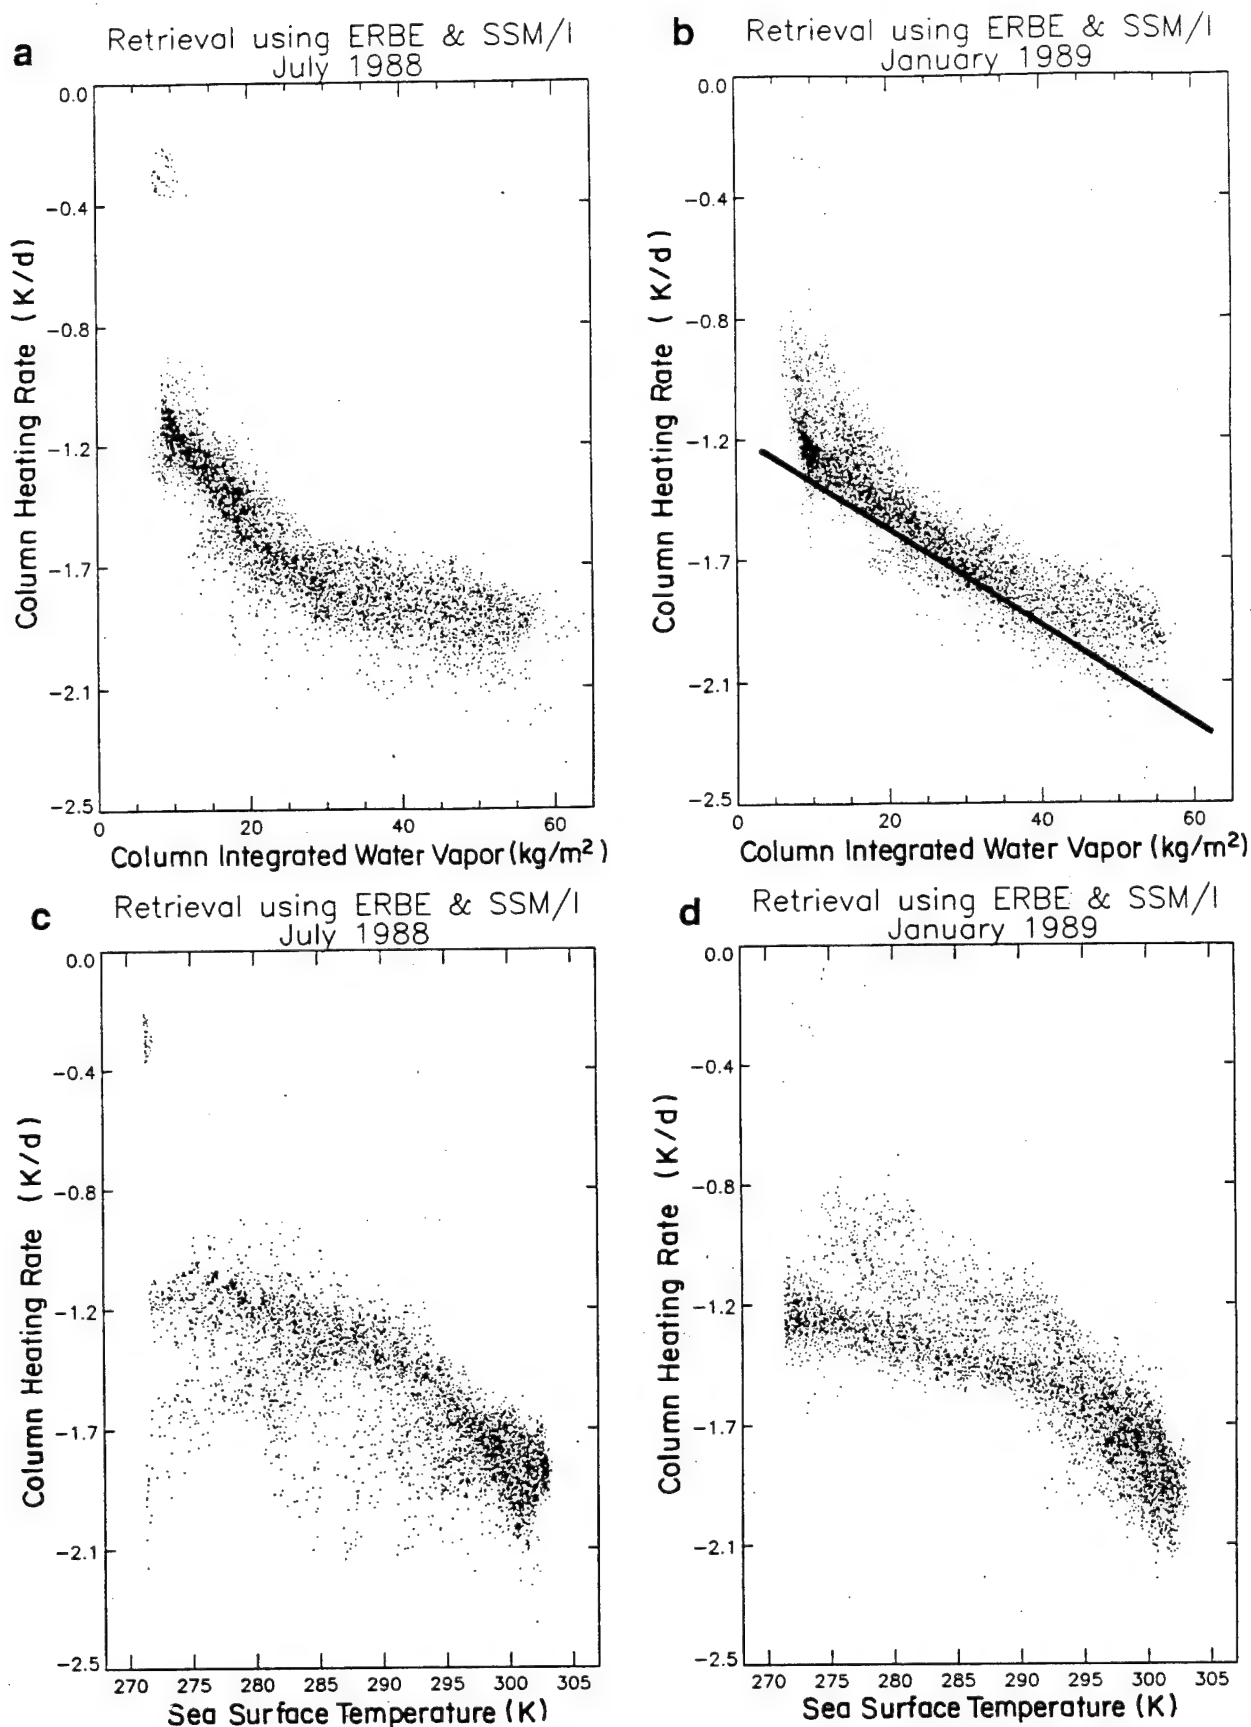 a
Retrieval using ERBE & SSM/I
July 1988
0.0
−0.4
−0.8
−1.2
−1.7
−2.1
−2.5
Column Heating Rate (K/d)
0 20 40 60
Column Integrated Water Vapor (kg/m²)
b
Retrieval using ERBE & SSM/I
January 1989
0.0
−0.4
−0.8
−1.2
−1.7
−2.1
−2.5
Column Heating Rate (K/d)
0 20 40 60
Column Integrated Water Vapor (kg/m²)
c
Retrieval using ERBE & SSM/I
July 1988
0.0
−0.4
−0.8
−1.2
−1.7
−2.1
−2.5
Column Heating Rate (K/d)
270 275 280 285 290 295 300 305
Sea Surface Temperature (K)
d
Retrieval using ERBE & SSM/I
January 1989
0.0
−0.4
−0.8
−1.2
−1.7
−2.1
−2.5
Column Heating Rate (K/d)
270 275 280 285 290 295 300 305
Sea Surface Temperature (K)